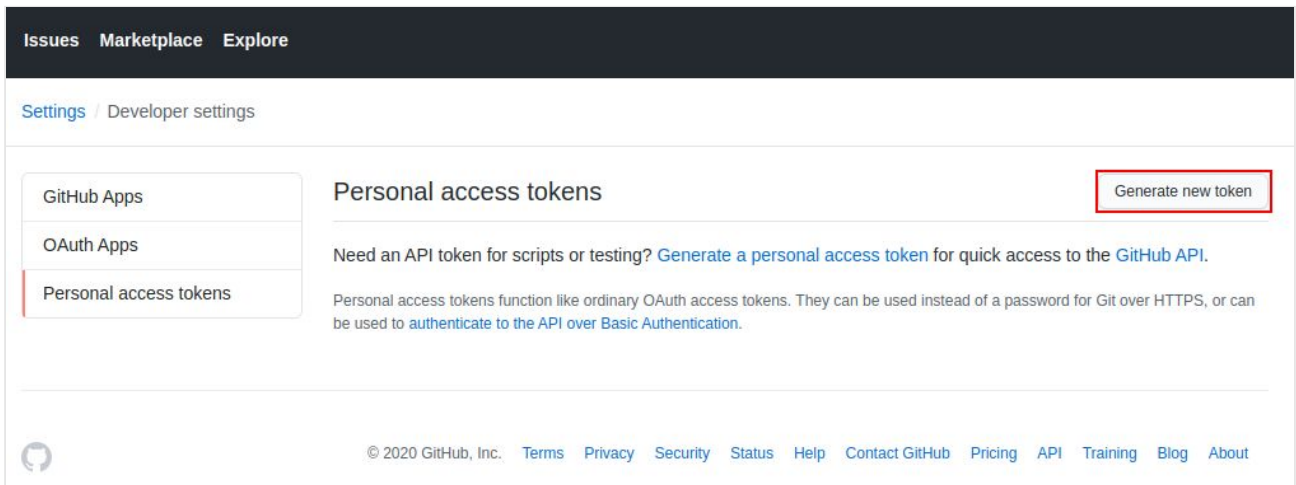 Issues Marketplace Explore
Settings / Developer settings
GitHub Apps
OAuth Apps
Personal access tokens
Personal access tokens
Generate new token
Need an API token for scripts or testing? Generate a personal access token for quick access to the GitHub API.
Personal access tokens function like ordinary OAuth access tokens. They can be used instead of a password for Git over HTTPS, or can
be used to authenticate to the API over Basic Authentication.
© 2020 GitHub, Inc. Terms Privacy Security Status Help Contact GitHub Pricing API Training Blog About